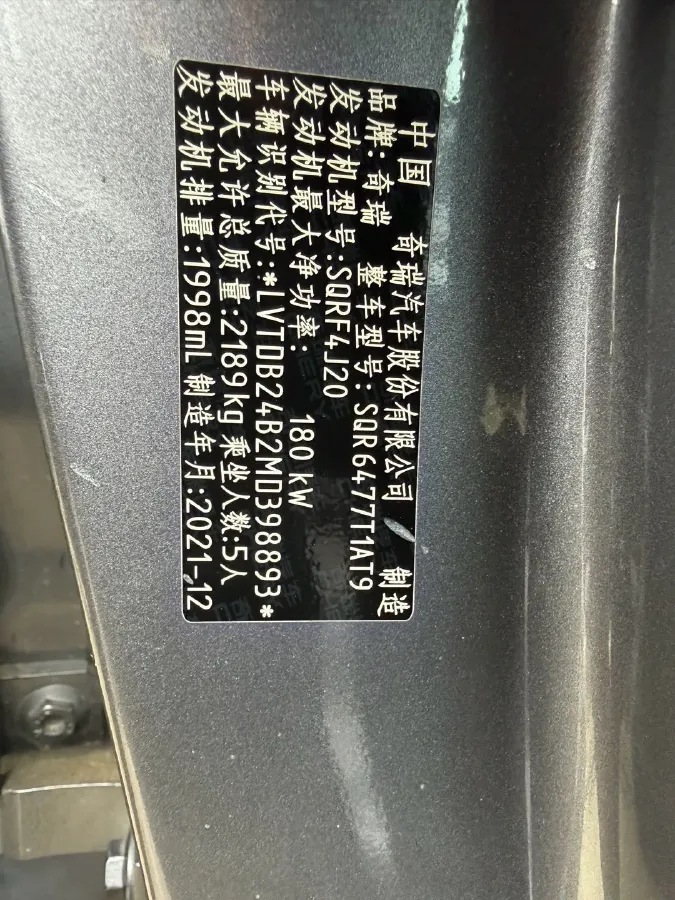 中国 奇瑞汽车股份有限公司 制造
品牌:奇瑞 整车型号:SQR6477T1AT9
发动机型号:SQRF4J20
发动机最大净功率: 180 kW
车辆识别代号:*LVTDB24B2MD398893*
最大允许总质量:2189kg 乘坐人数:5人
发动机排量:1998mL 制造年月:2021-12